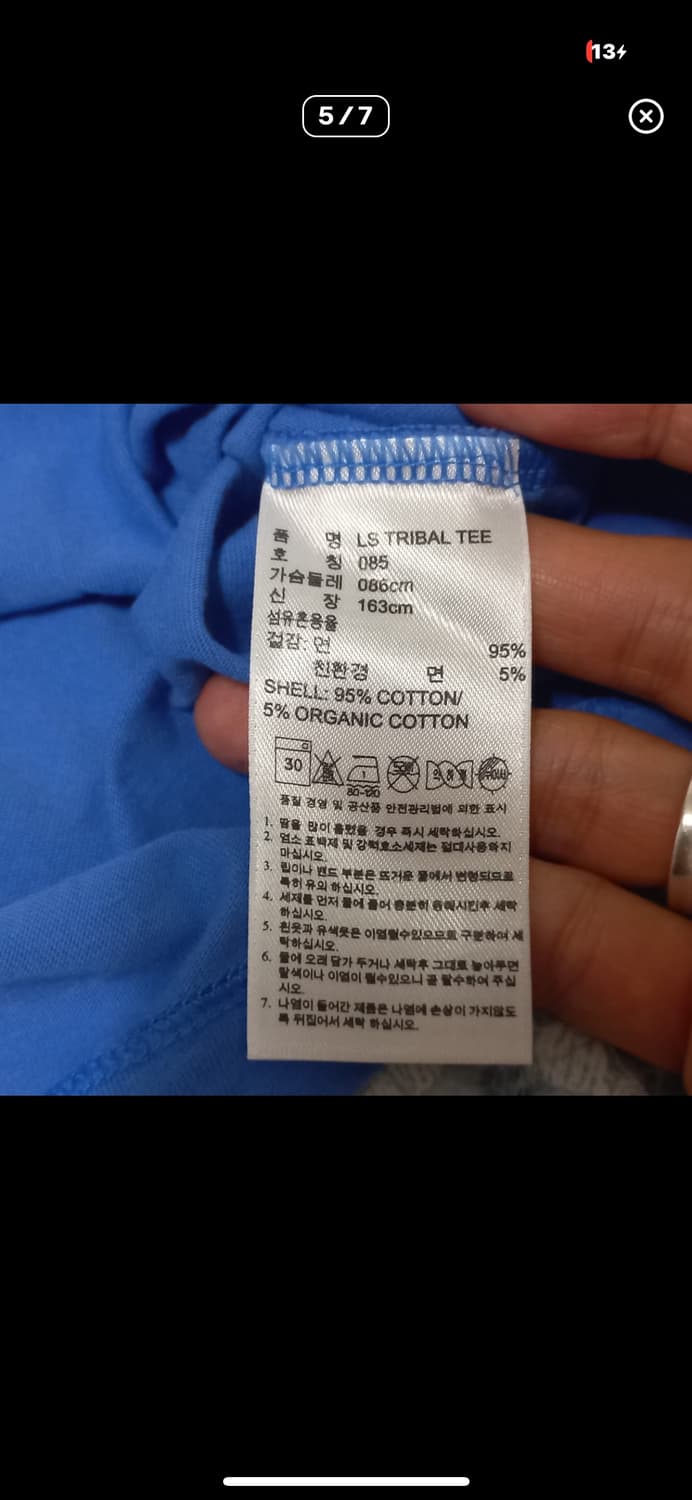 13
5/7
품 명 LS TRIBAL TEE
호 칭 085
가슴둘레 086cm
신 장 163cm
섬유혼용율
겉감: 면 95%
친환경 면 5%
SHELL: 95% COTTON/
5% ORGANIC COTTON
30
80-120
품질 경영 및 공산품 안전관리법에 의한 표시
1. 땀을 많이 흘렸을 경우 즉시 세탁하십시오.
2. 염소 표백제 및 강력효소세제는 절대사용하지
마십시오.
3. 립이나 밴드 부분은 뜨거운 물에서 변형되므로
특히 유의 하십시오.
4. 세제를 먼저 물에 풀어 충분히 용해시킨후 세탁
하십시오.
5. 흰옷과 유색옷은 이염될수있으므로 구분하여 세
탁하십시오.
6. 물에 오래 담가 두거나 세탁후 그대로 놓아두면
탈색이나 이염이 될수있으니 곧 탈수하여 주십
시오.
7. 나염이 들어간 제품은 나염에 손상이 가지않도
록 뒤집어서 세탁 하십시오.